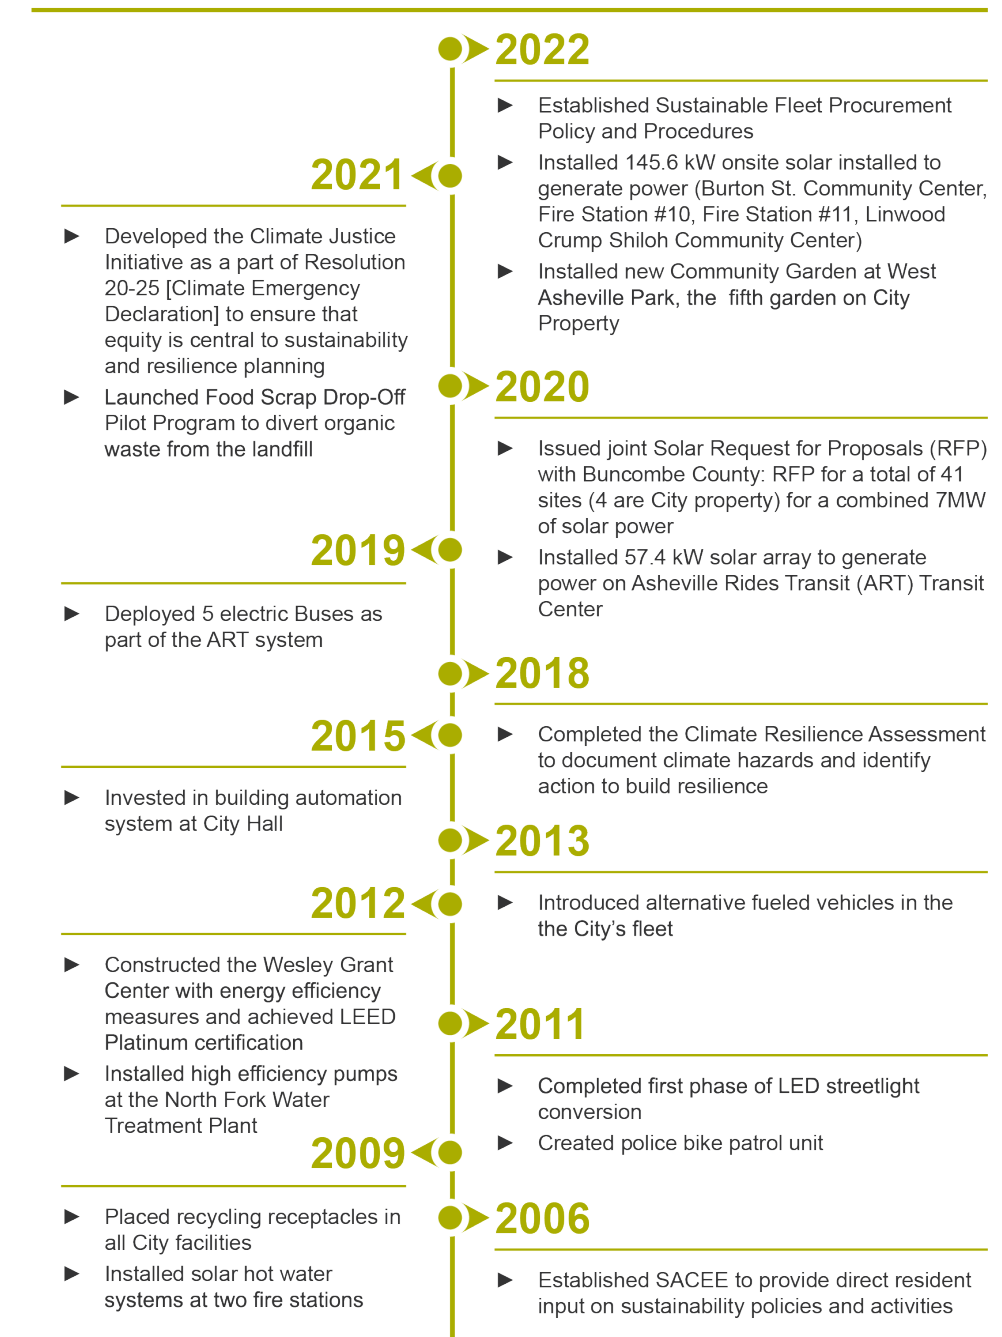 2022
► Established Sustainable Fleet Procurement
Policy and Procedures
► Installed 145.6 kW onsite solar installed to
generate power (Burton St. Community Center,
Fire Station #10, Fire Station #11, Linwood
Crump Shiloh Community Center)
► Installed new Community Garden at West
Asheville Park, the fifth garden on City
Property
2021
► Developed the Climate Justice
Initiative as a part of Resolution
20-25 [Climate Emergency
Declaration] to ensure that
equity is central to sustainability
and resilience planning
► Launched Food Scrap Drop-Off
Pilot Program to divert organic
waste from the landfill
2020
► Issued joint Solar Request for Proposals (RFP)
with Buncombe County: RFP for a total of 41
sites (4 are City property) for a combined 7MW
of solar power
► Installed 57.4 kW solar array to generate
power on Asheville Rides Transit (ART) Transit
Center
2019
► Deployed 5 electric Buses as
part of the ART system
2018
► Completed the Climate Resilience Assessment
to document climate hazards and identify
action to build resilience
2015
► Invested in building automation
system at City Hall
2013
► Introduced alternative fueled vehicles in the
the City’s fleet
2012
► Constructed the Wesley Grant
Center with energy efficiency
measures and achieved LEED
Platinum certification
► Installed high efficiency pumps
at the North Fork Water
Treatment Plant
2011
► Completed first phase of LED streetlight
conversion
► Created police bike patrol unit
2009
► Placed recycling receptacles in
all City facilities
► Installed solar hot water
systems at two fire stations
2006
► Established SACEE to provide direct resident
input on sustainability policies and activities